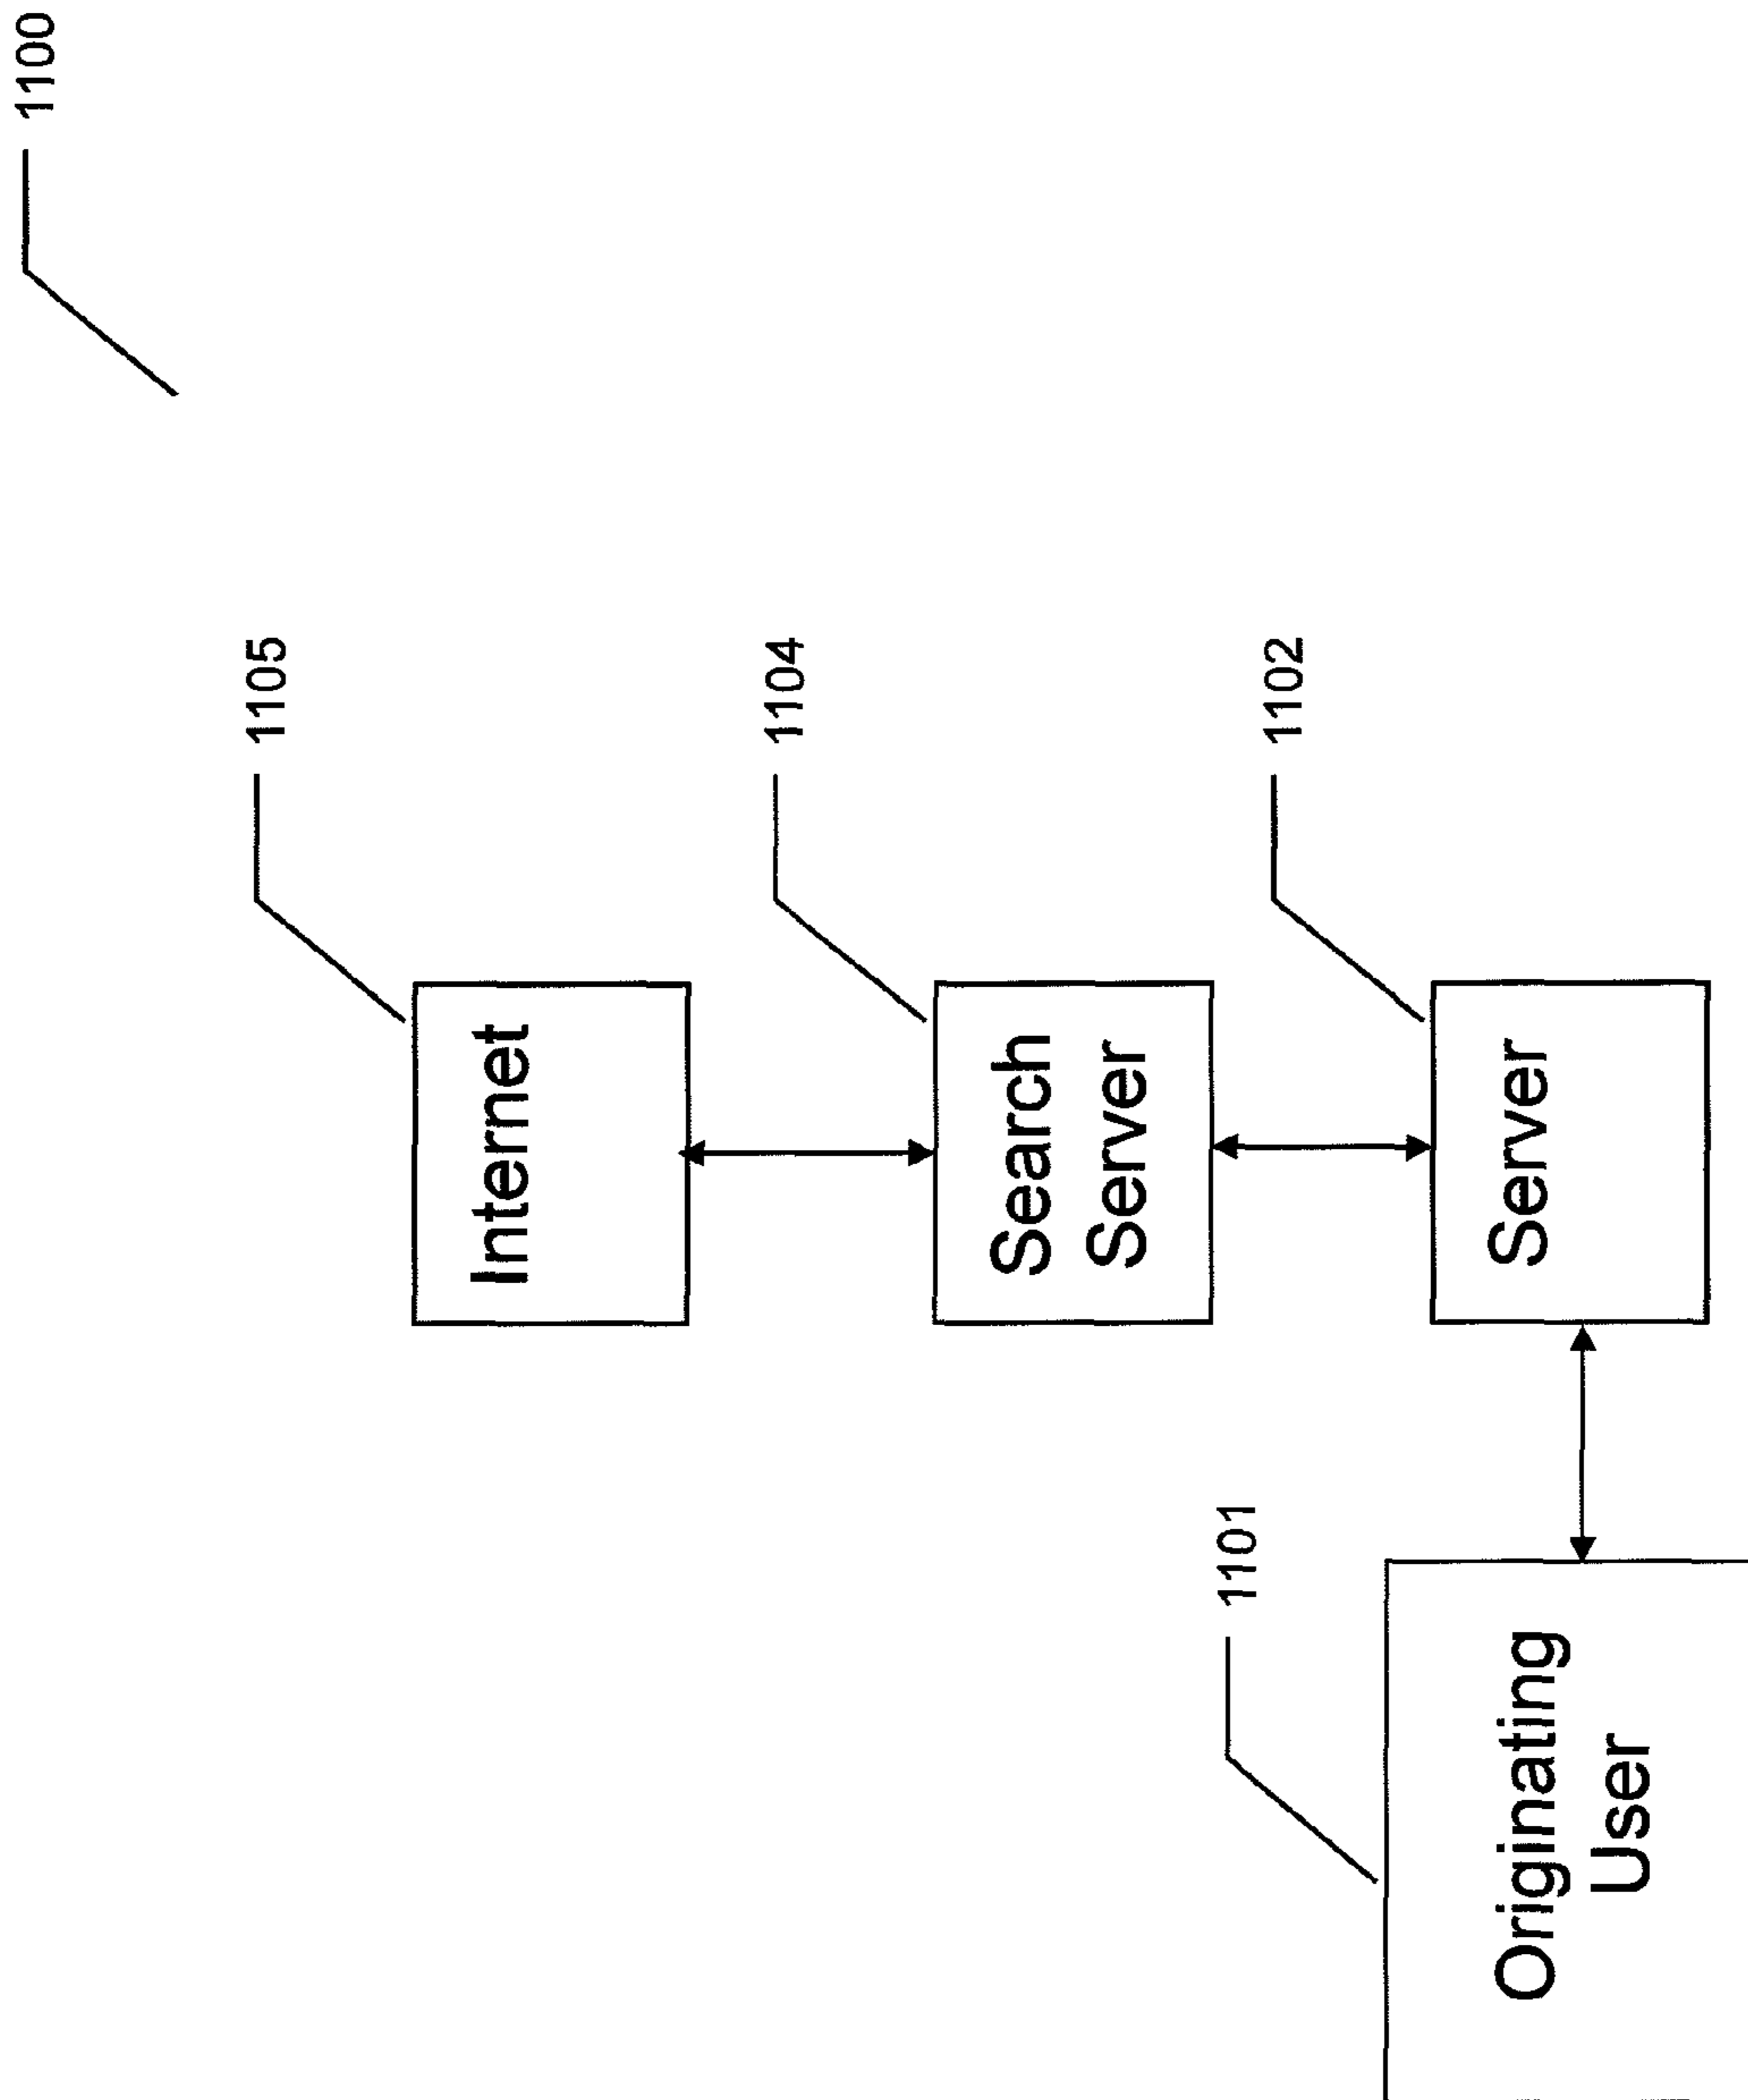 1100
1105
Internet
1104
Search
Server
1102
Server
1101
Originating
User